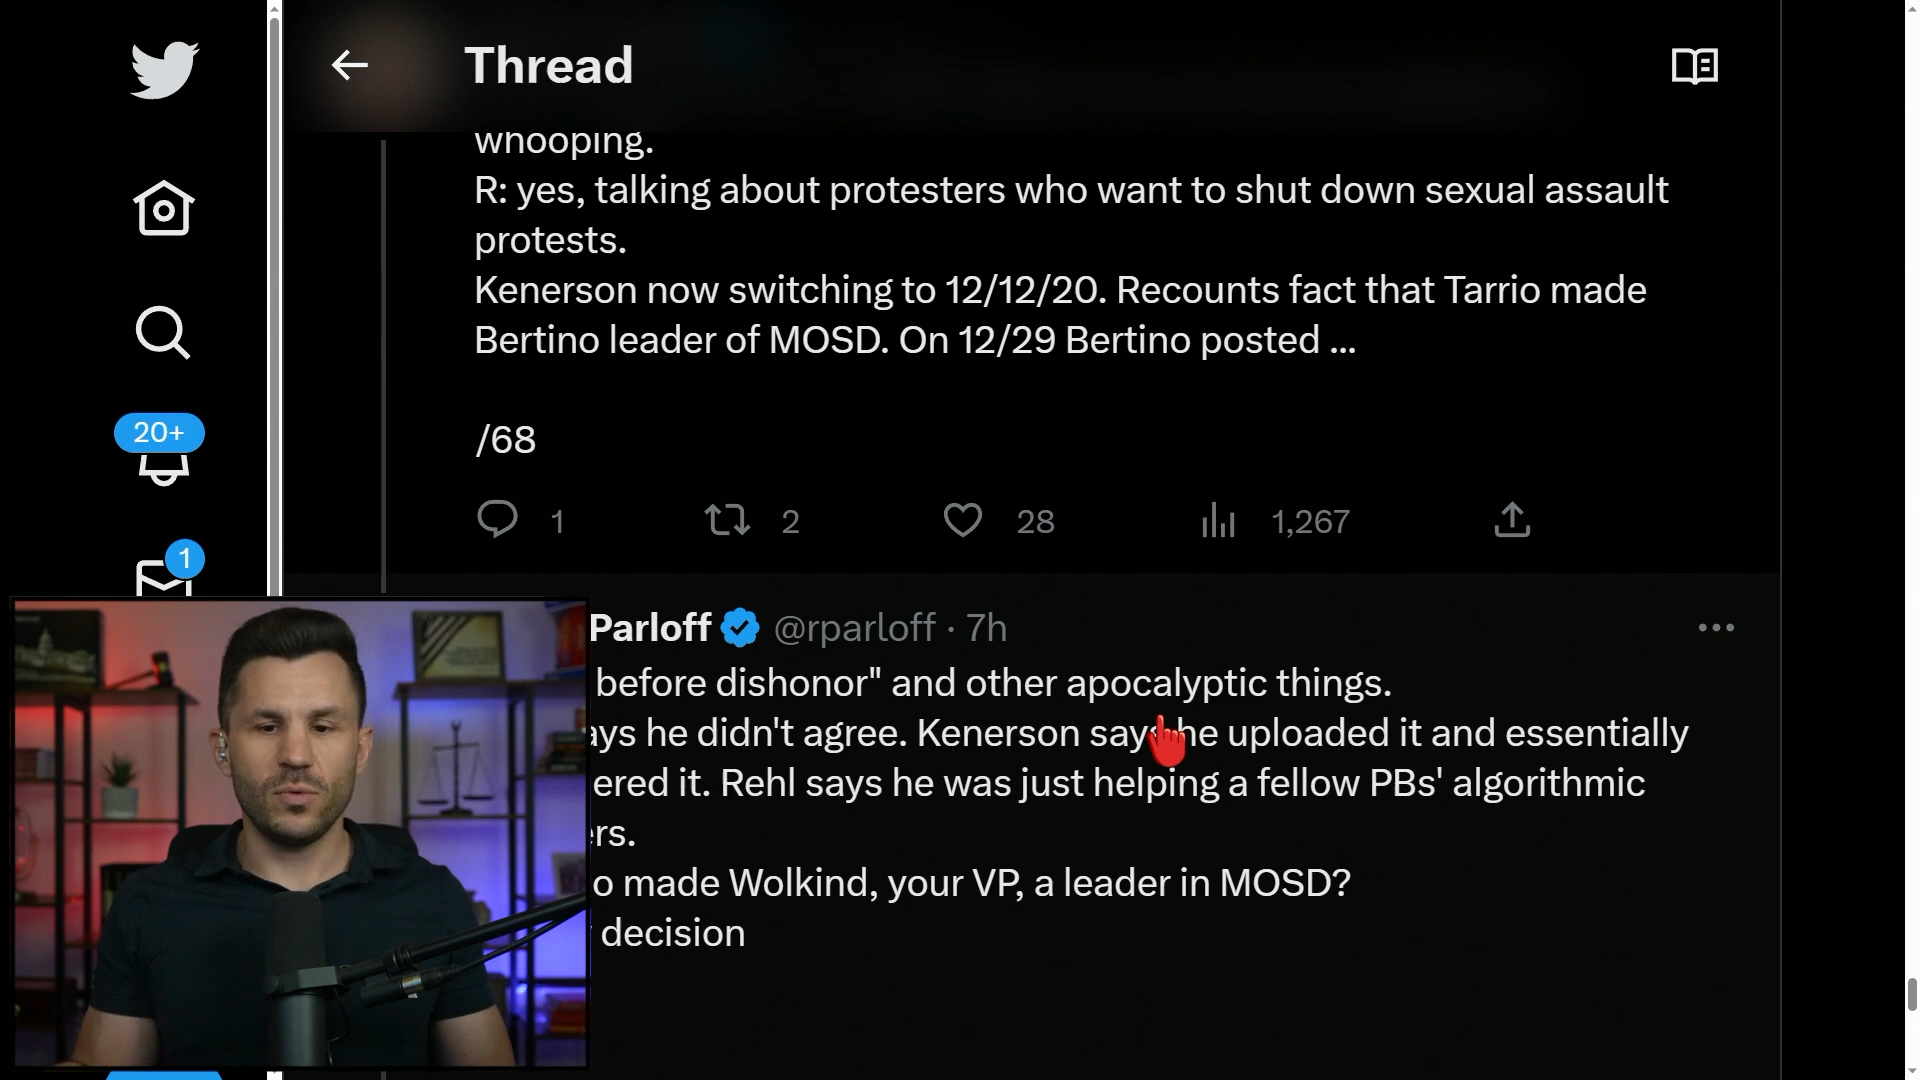 Thread
whooping.
R: yes, talking about protesters who want to shut down sexual assault
protests.
Kenerson now switching to 12/12/20. Recounts fact that Tarrio made
Bertino leader of MOSD. On 12/29 Bertino posted ...
/68
1 2 28 1,267
20+
1
Parloff @rparloff · 7h
before dishonor" and other apocalyptic things.
ays he didn't agree. Kenerson says he uploaded it and essentially
ered it. Rehl says he was just helping a fellow PBs' algorithmic
ers.
o made Wolkind, your VP, a leader in MOSD?
decision